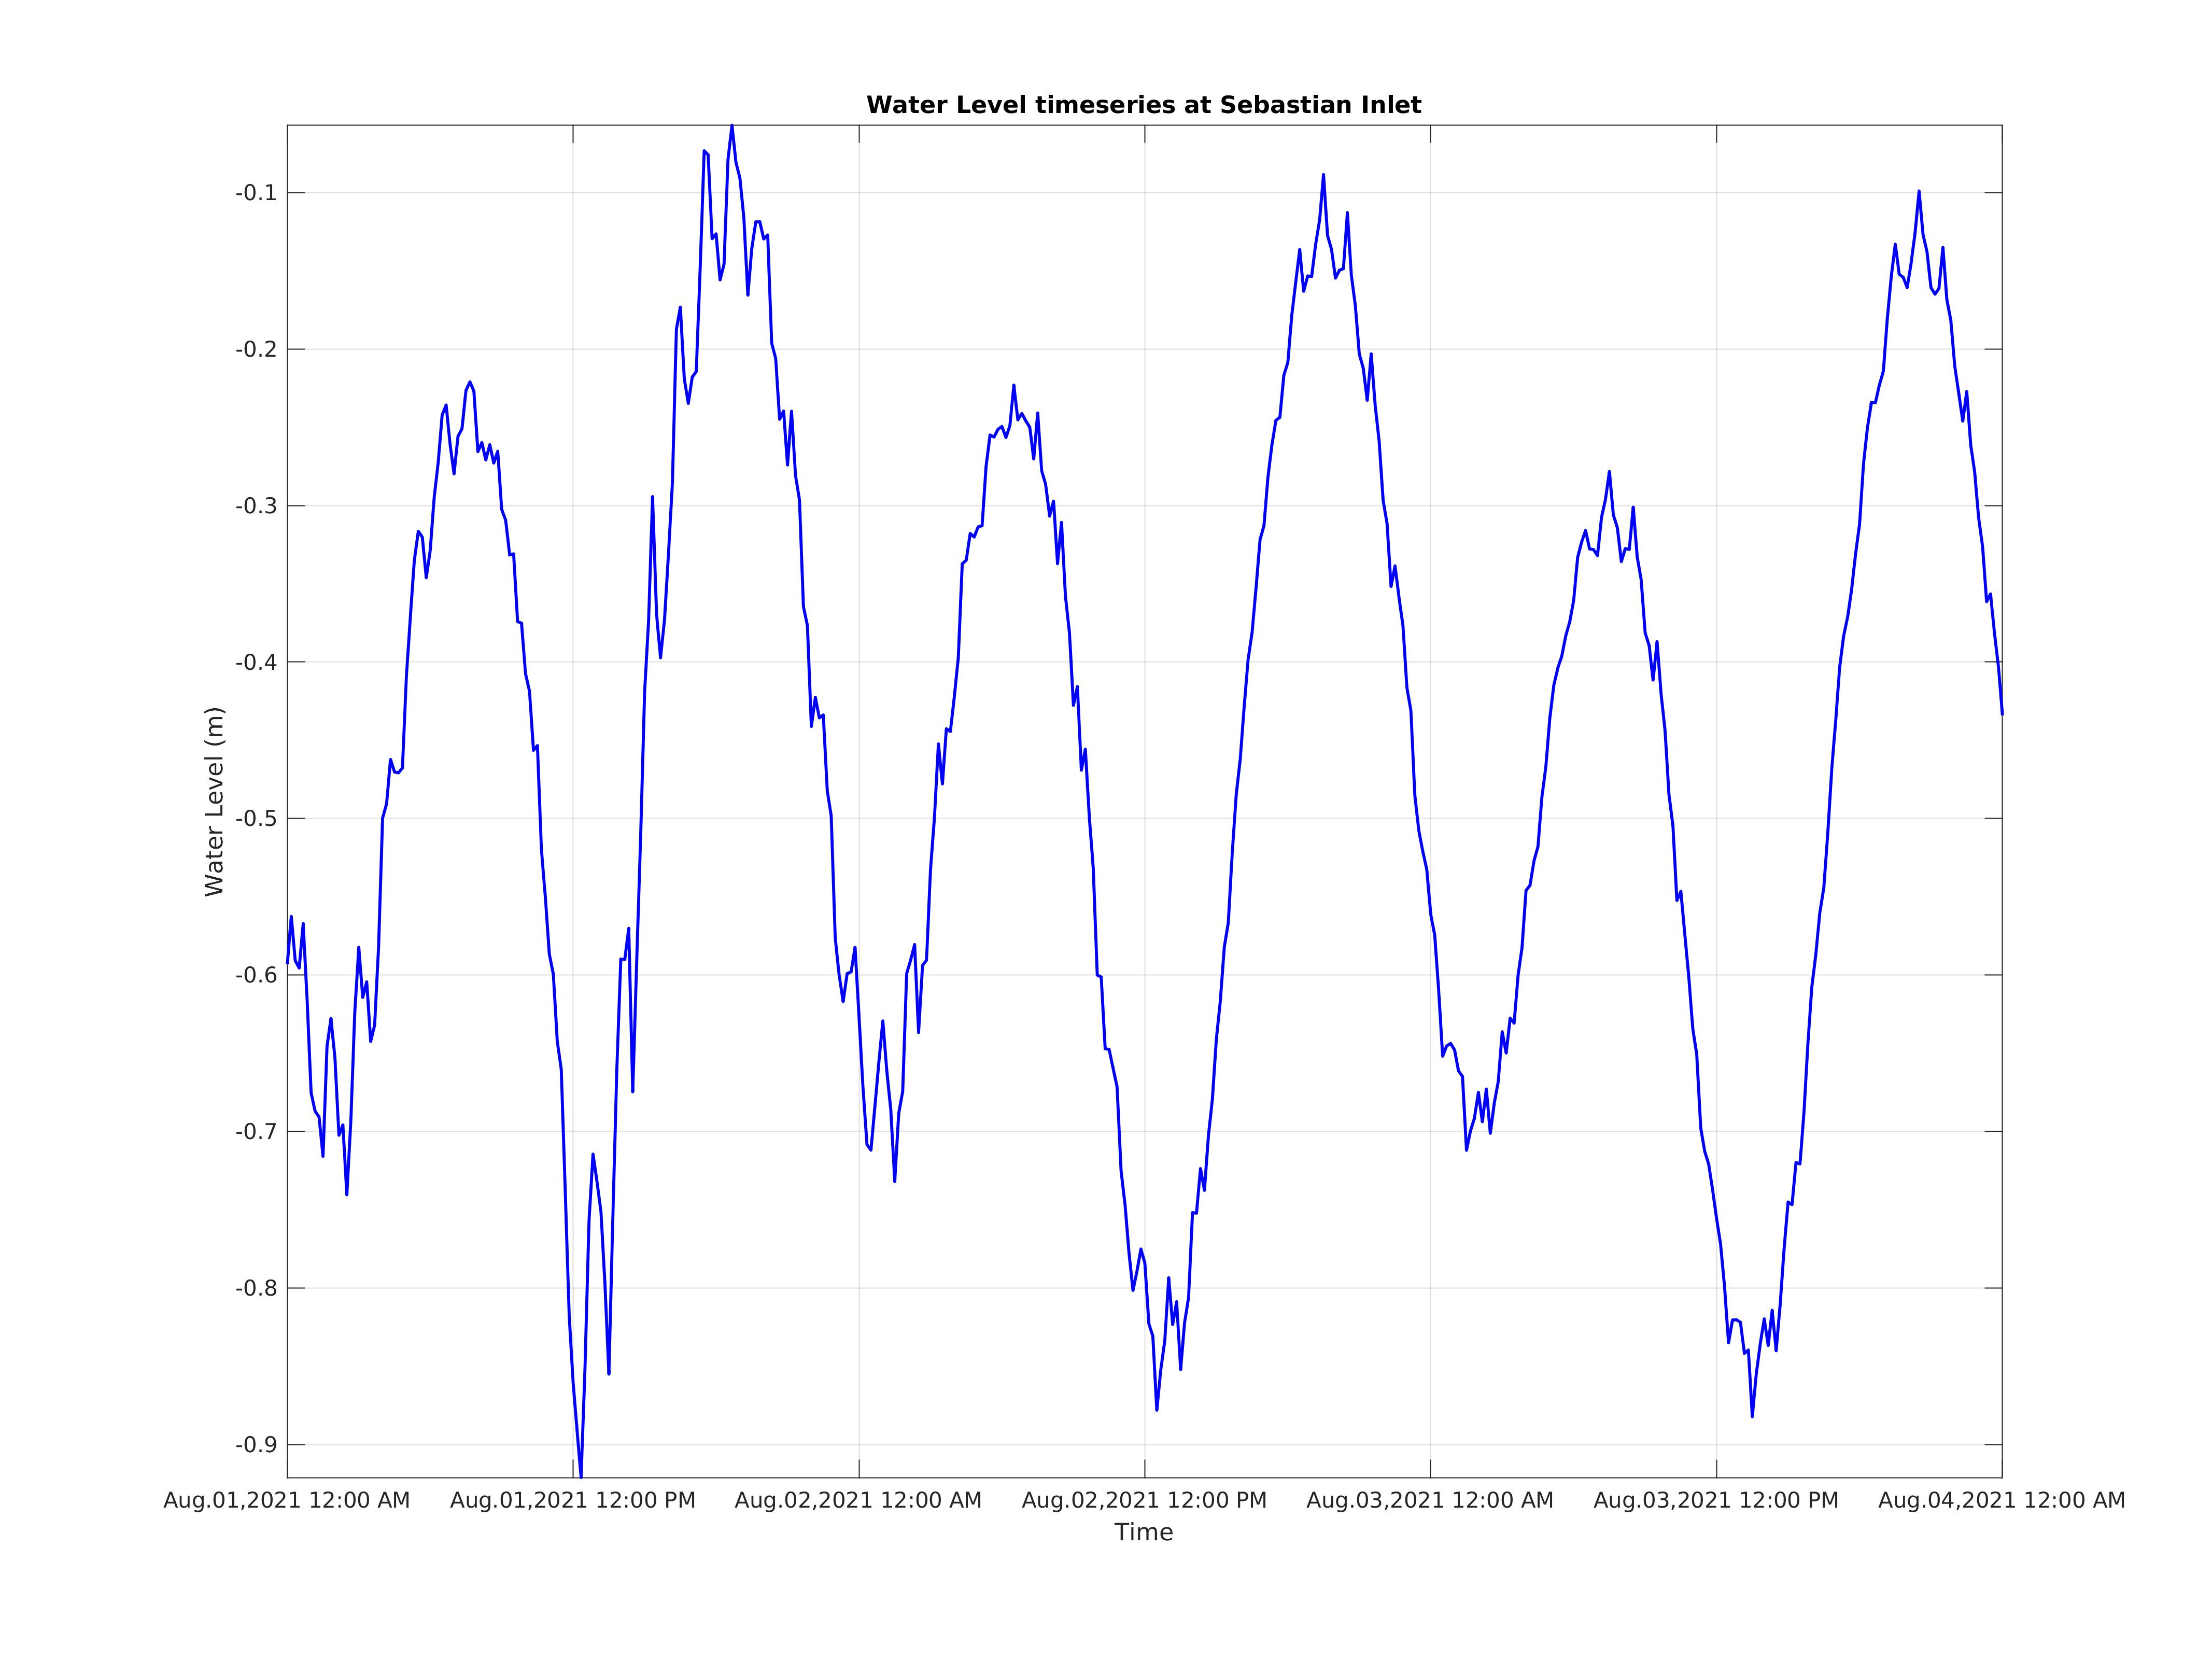 Water Level timeseries at Sebastian Inlet
-0.1
-0.2
-0.3
-0.4
-0.5
-0.6
-0.7
-0.8
-0.9
Water Level (m)
Aug.01,2021 12:00 AM Aug.01,2021 12:00 PM Aug.02,2021 12:00 AM Aug.02,2021 12:00 PM Aug.03,2021 12:00 AM Aug.03,2021 12:00 PM Aug.04,2021 12:00 AM
Time